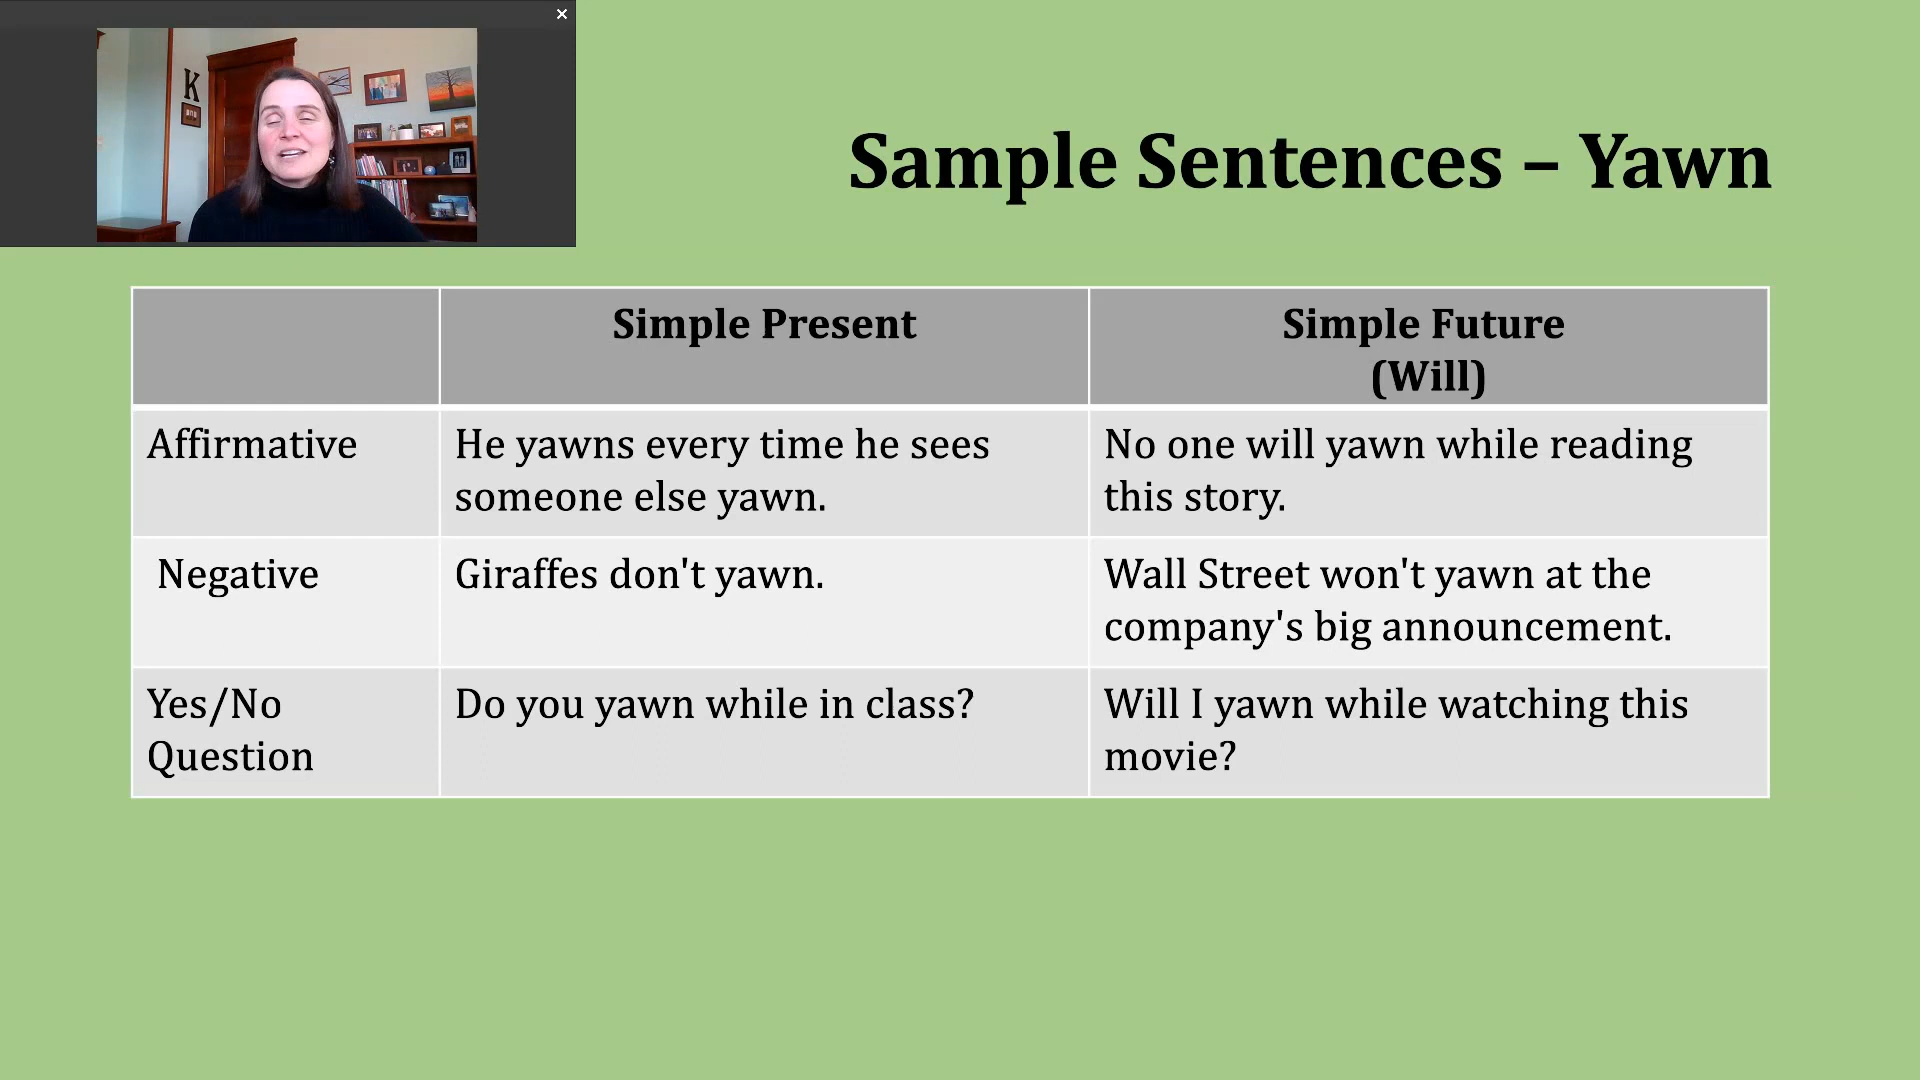 K
Sample Sentences – Yawn
Simple Present
Simple Future
(Will)
Affirmative
He yawns every time he sees
someone else yawn.
No one will yawn while reading
this story.
Negative
Giraffes don't yawn.
Wall Street won't yawn at the
company's big announcement.
Yes/No
Question
Do you yawn while in class?
Will I yawn while watching this
movie?